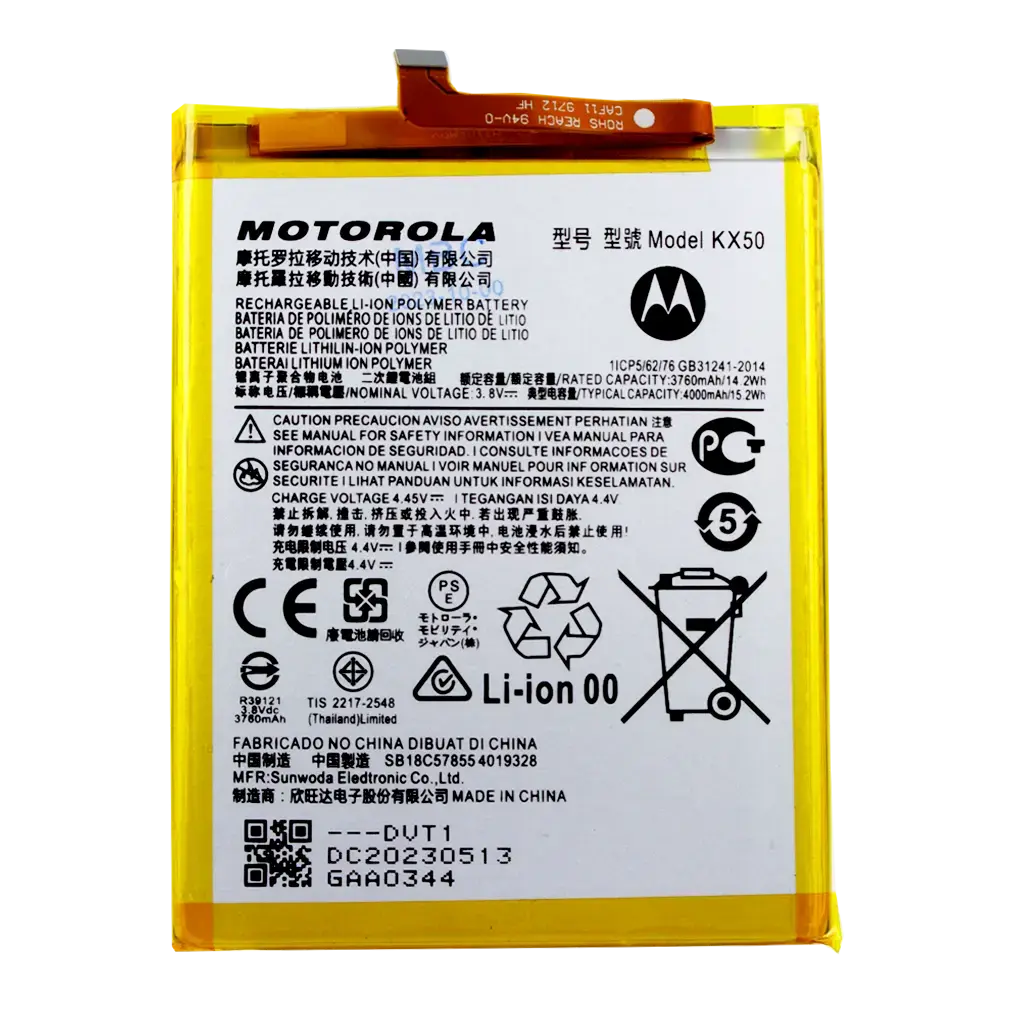 ROHS REACH 94V-0
CAF11 9712 HF
MOTOROLA
型号 型號 Model KX50
摩托罗拉移动技术(中国)有限公司
摩托羅拉移動技術(中國)有限公司
RECHARGEABLE LI-ION POLYMER BATTERY
BATERIA DE POLIMÉRO DE IONS DE LITIO
BATERIA DE POLÍMERO DE ÍONS DE LÍTIO
BATTERIE LITHILIN-ION POLYMER
BATERAI LITHIUM ION POLYMER
1ICP5/62/76 GB31241-2014
锂离子聚合物电池 二次鋰電池組 额定容量/額定容量/RATED CAPACITY:3760mAh/14.2Wh
标称电压/標稱電壓/NOMINAL VOLTAGE:3.8V⎓ 典型电容量/TYPICAL CAPACITY:4000mAh/15.2Wh
CAUTION PRECAUTION AVISO AVERTISSEMENT PERHATIAN 注意
SEE MANUAL FOR SAFETY INFORMATION I VEA MANUAL PARA
INFORMACION DE SEGURIDAD. I CONSULTE INFORMACOES DE
SEGURANCA NO MANUAL I VOIR MANUEL POUR INFORMATION SUR
SECURITE I LIHAT PANDUAN UNTUK INFORMASI KESELAMATAN.
CHARGE VOLTAGE 4.45V⎓ I TEGANGAN ISI DAYA 4.4V
禁止拆解,撞击,挤压或投入火中.若出现严重鼓胀,
请勿继续使用,请勿置于高温环境中,电池浸水后禁止使用!
充电限制电压 4.4V⎓ I參閱使用手冊中安全性能須知。
充電限制電壓4.4V⎓
PC
5
CE
廢電池請回收
PS
E
モトローラ・
モビリティ・
ジャパン(株)
R39121
3.8Vdc
3760mAh
TIS 2217-2548
(Thailand)Limited
Li-ion 00
FABRICADO NO CHINA DIBUAT DI CHINA
中国制造 中國製造 SB18C57855 4019328
MFR:Sunwoda Eledtronic Co.,Ltd.
制造商:欣旺达电子股份有限公司 MADE IN CHINA
---DVT1
DC20230513
GAA0344